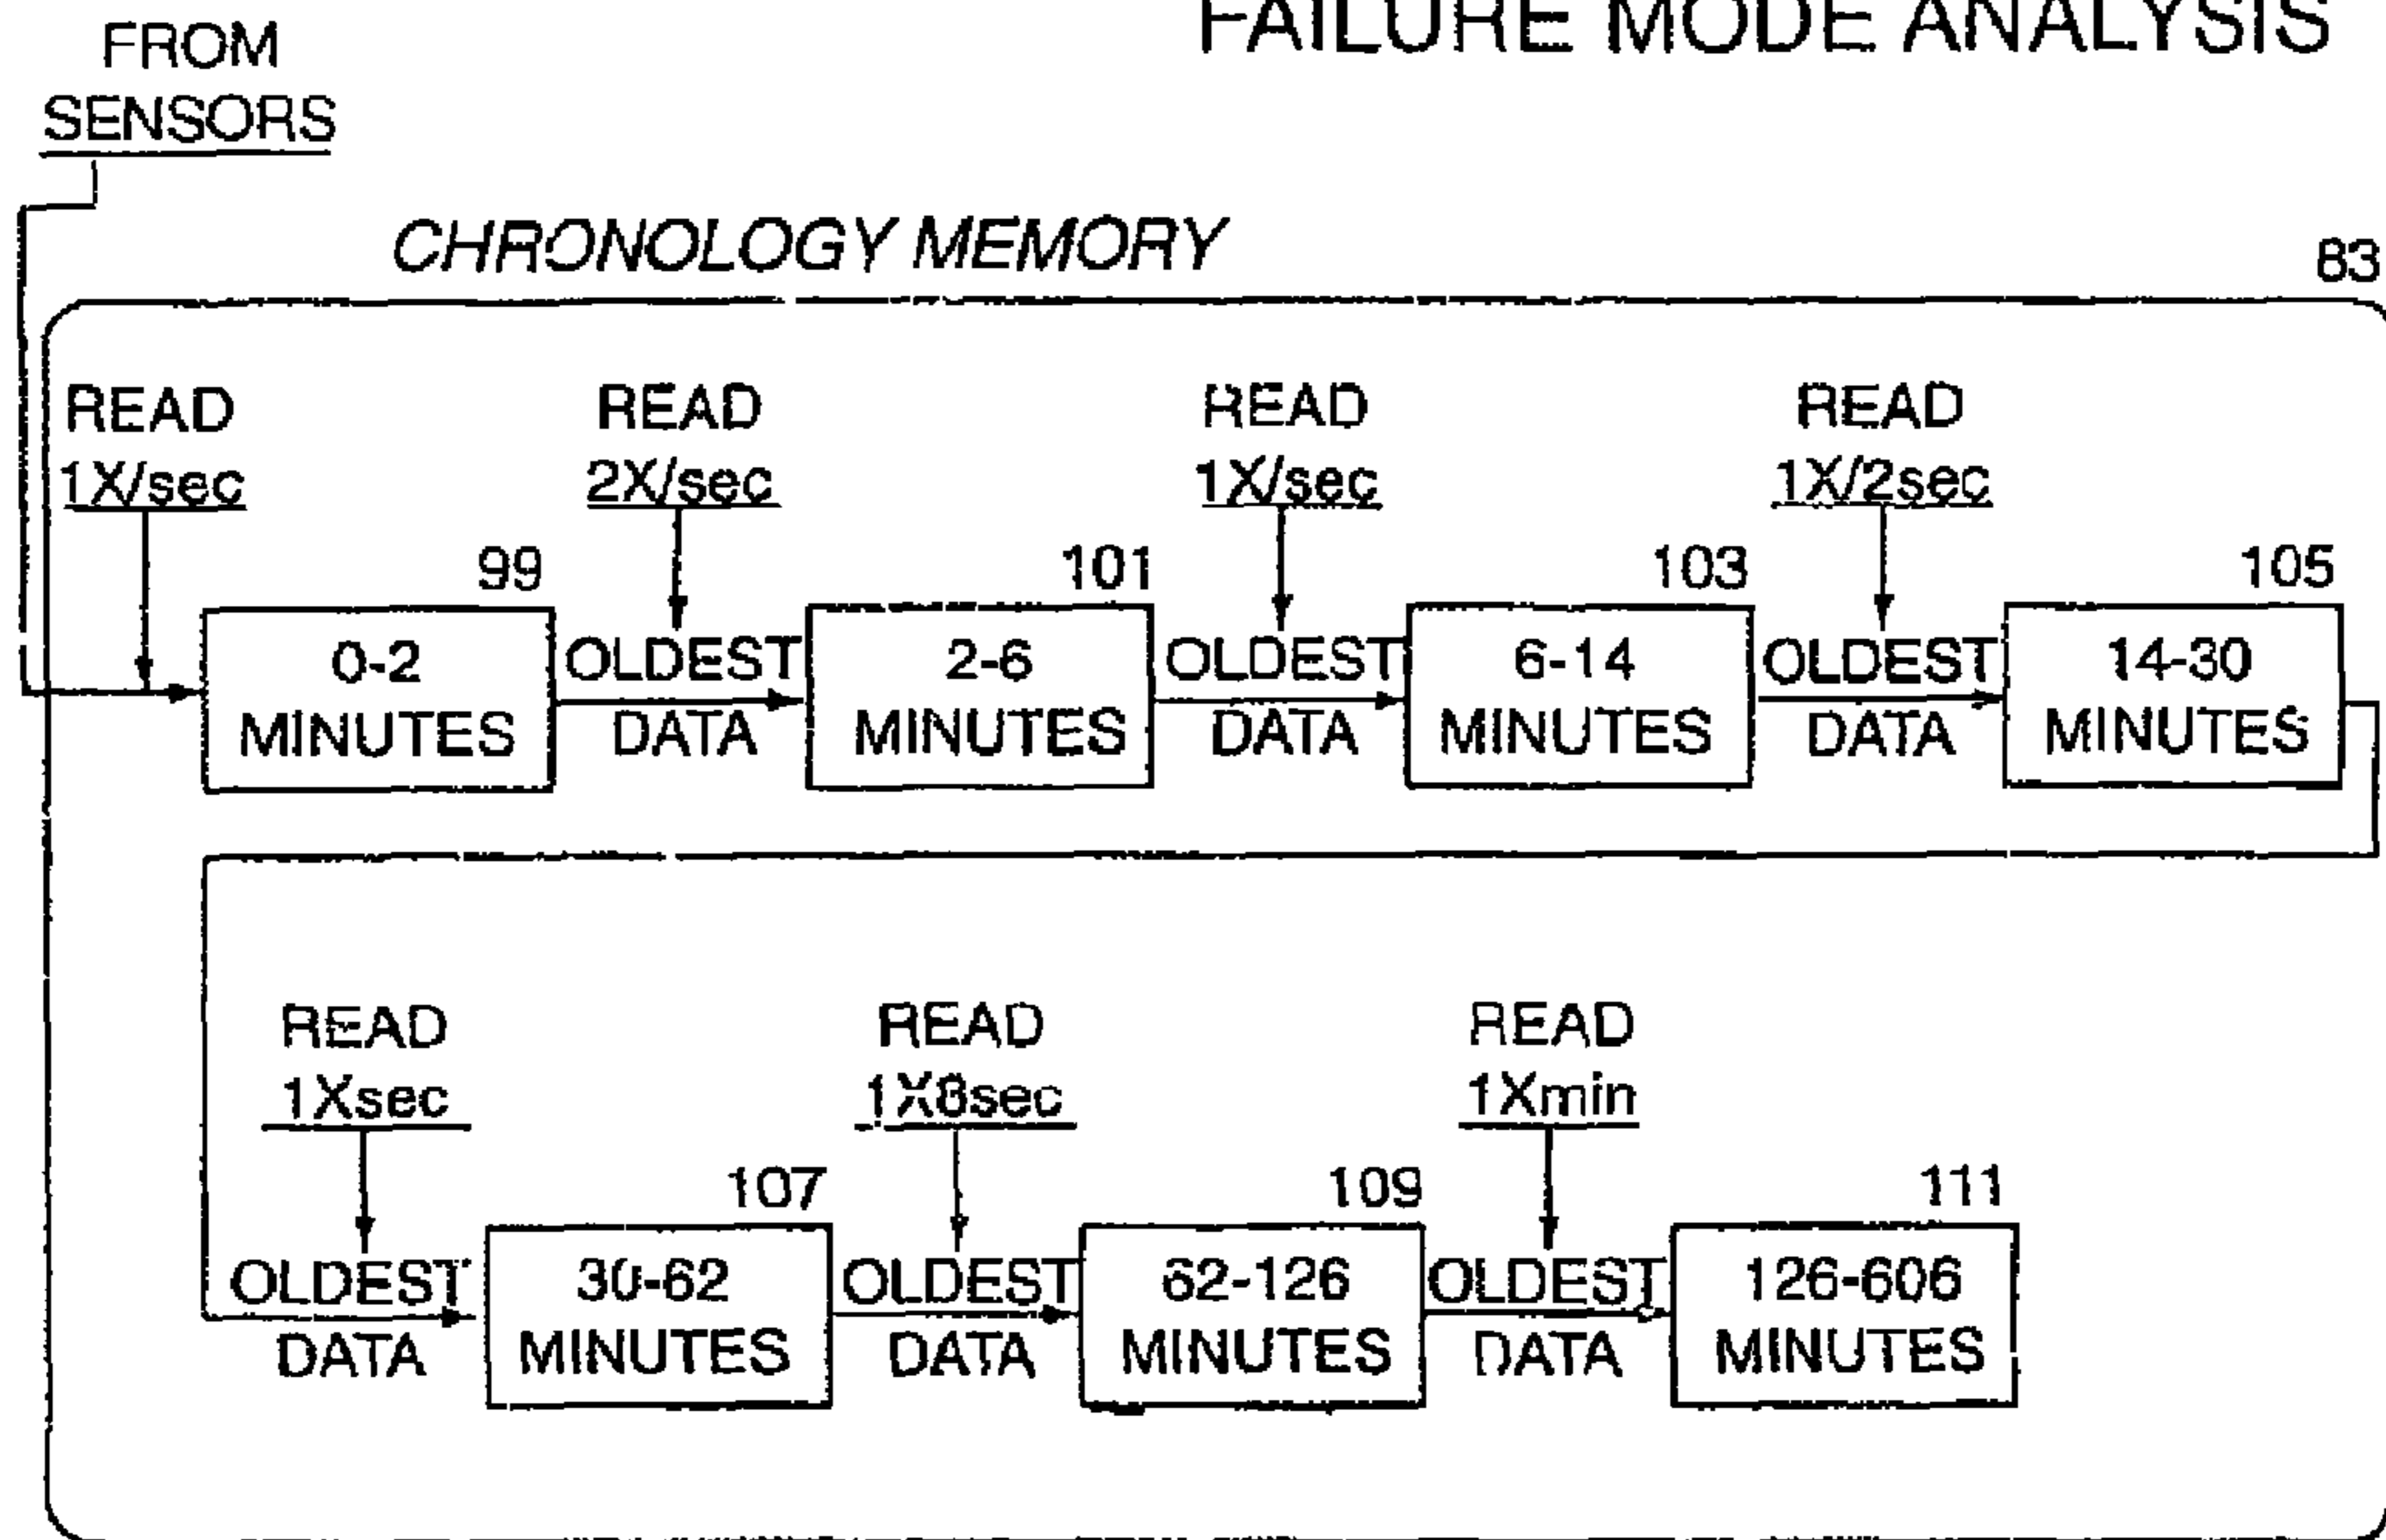 FAILURE MODE ANALYSIS
FROM
SENSORS
CHRONOLOGY MEMORY
83
READ
1X/sec
READ
2X/sec
READ
1X/sec
READ
1X/2sec
99
101
103
105
0-2
MINUTES
OLDEST
DATA
2-6
MINUTES
OLDEST
DATA
6-14
MINUTES
OLDEST
DATA
14-30
MINUTES
READ
1Xsec
READ
1X8sec
READ
1Xmin
107
109
111
OLDEST
DATA
30-62
MINUTES
OLDEST
DATA
62-126
MINUTES
OLDEST
DATA
126-606
MINUTES